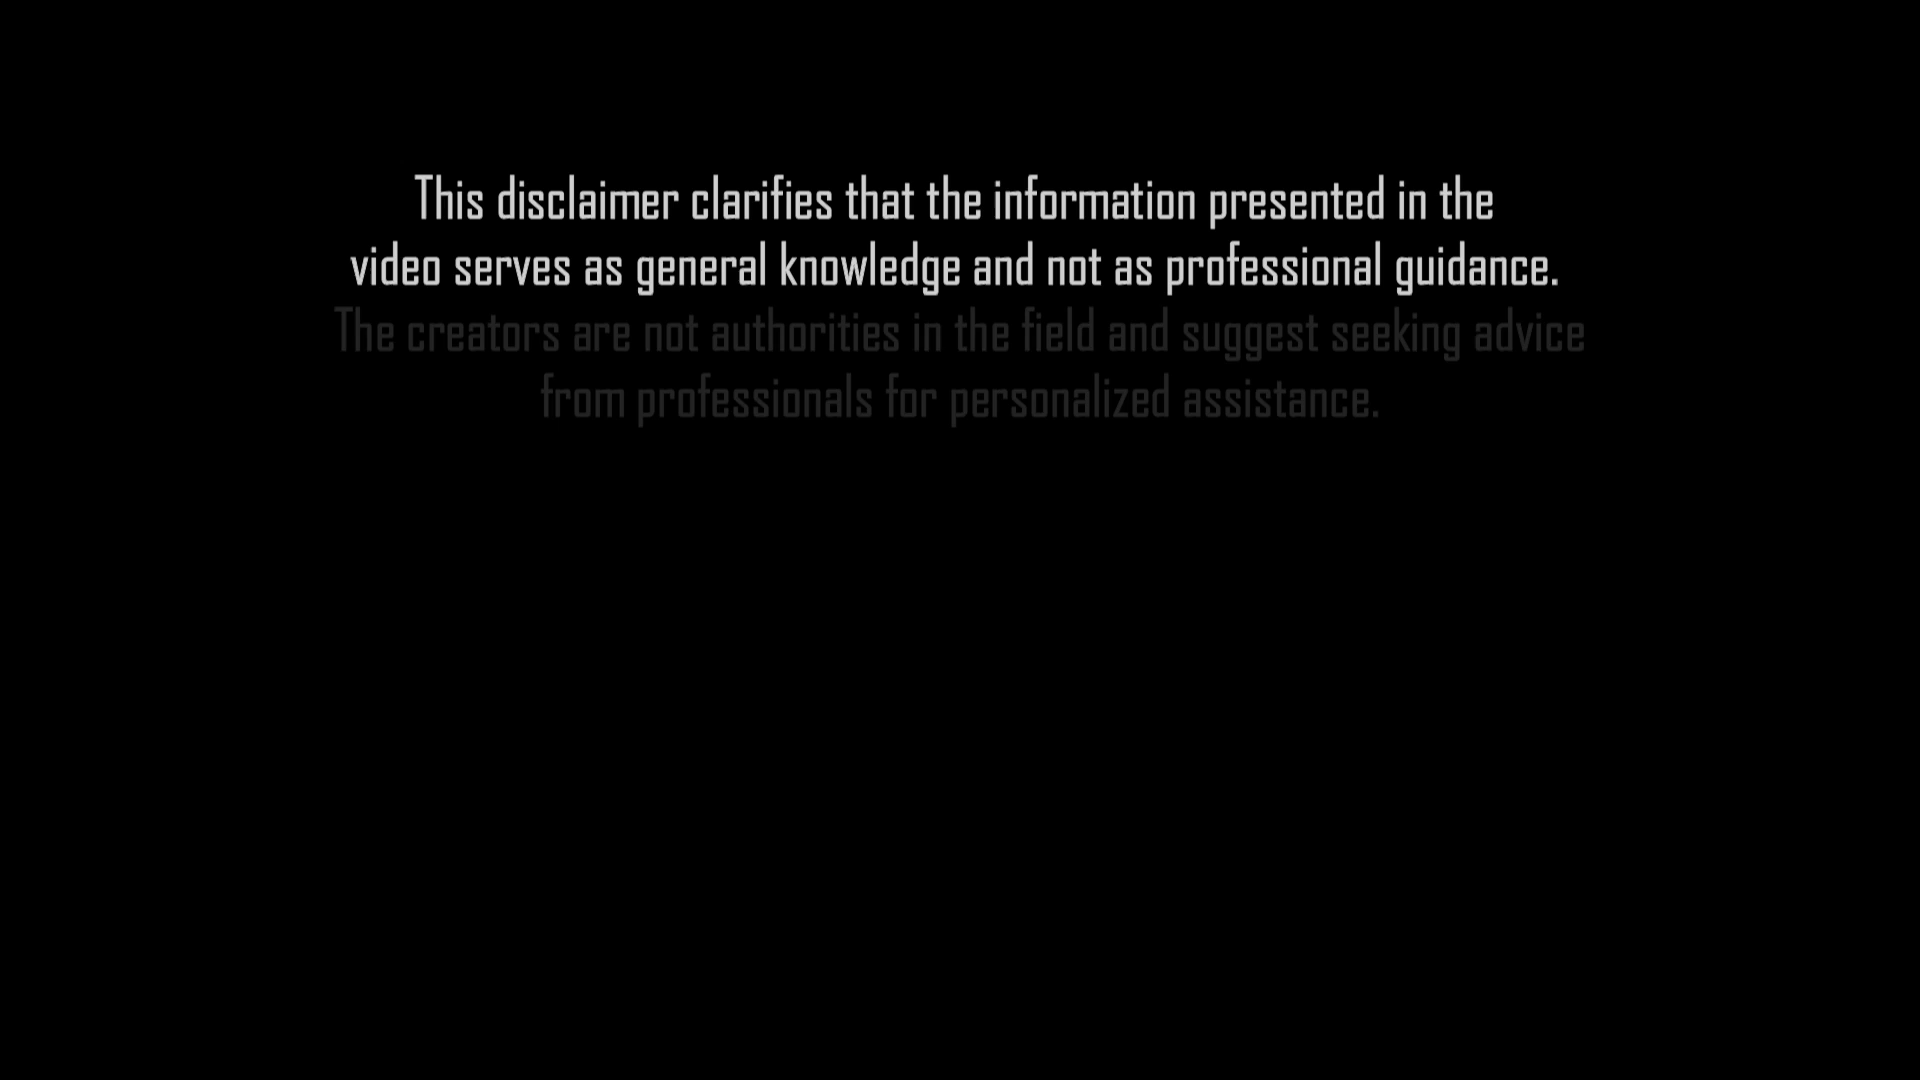 This disclaimer clarifies that the information presented in the
video serves as general knowledge and not as professional guidance.
The creators are not authorities in the field and suggest seeking advice
from professionals for personalized assistance.